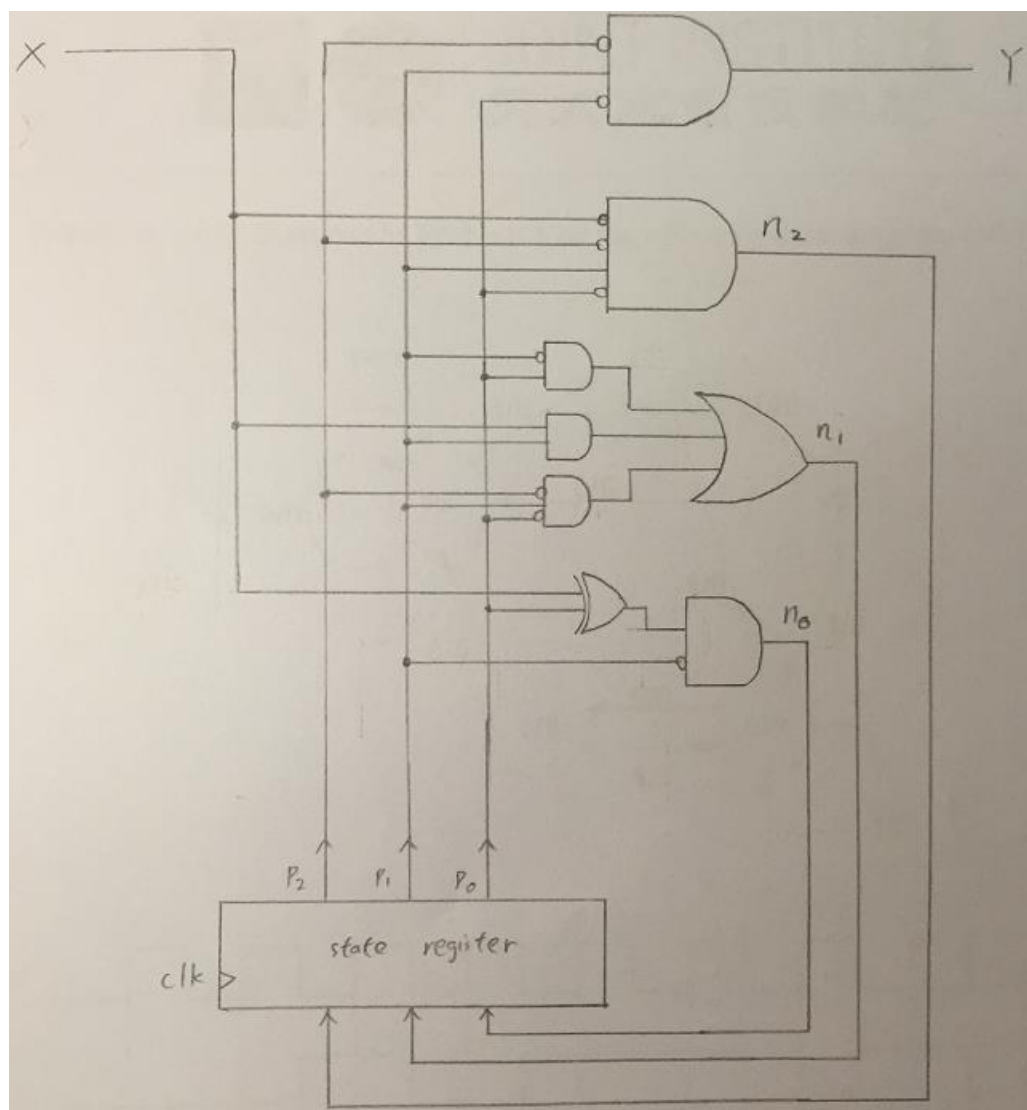 X
Y
n₂
n₁
n₀
P₂ P₁ P₀
state register
clk